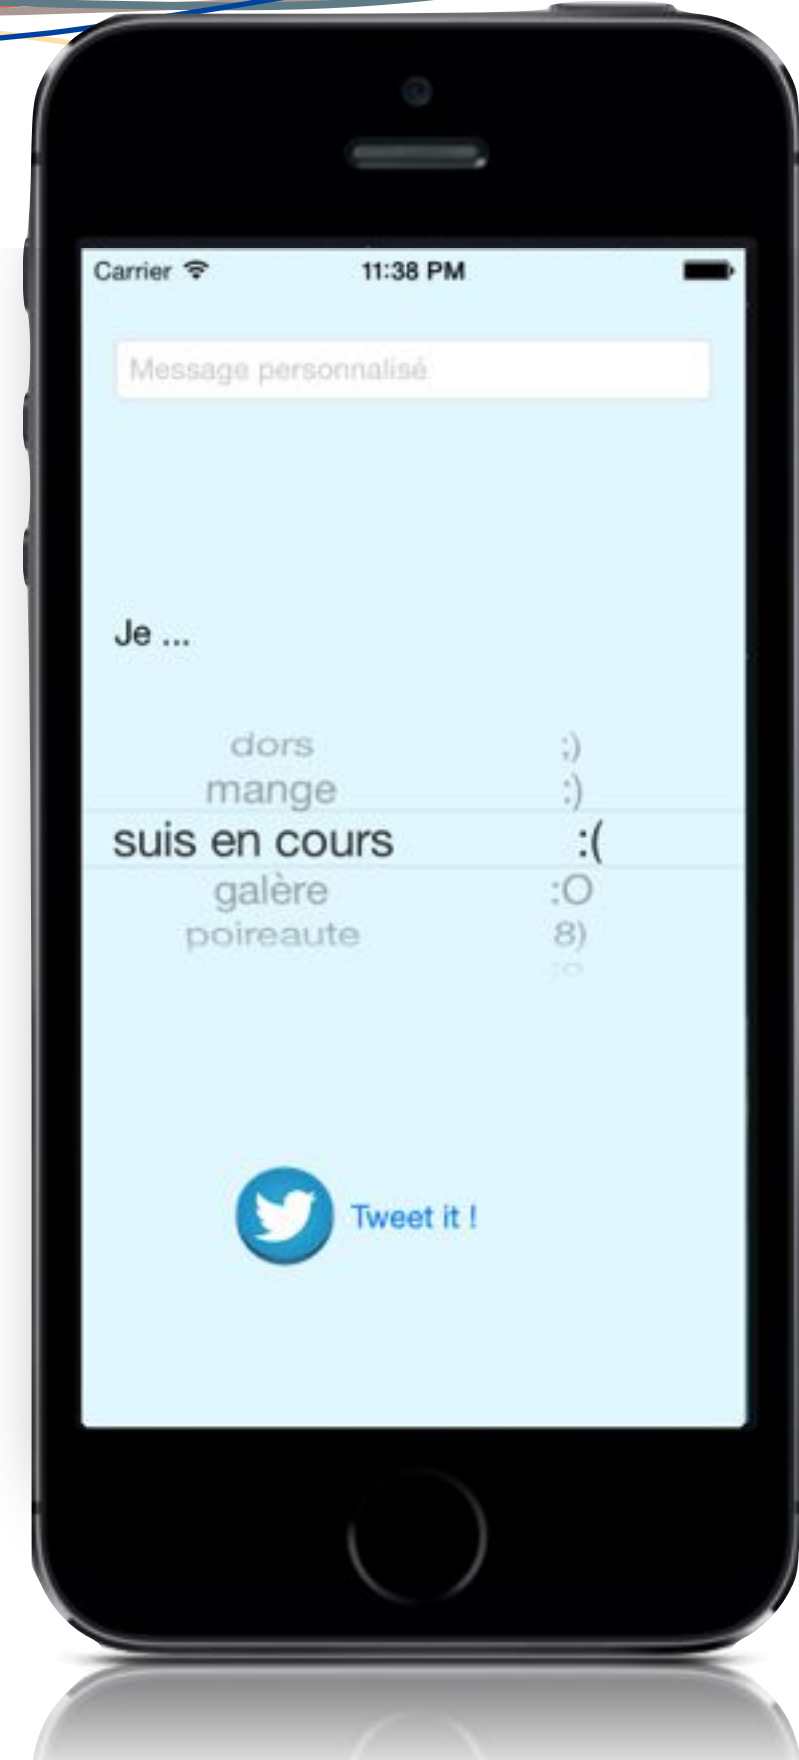 Carrier 11:38 PM
Message personnalisé
Je ...
dors ;)
mange :)
suis en cours :(
galère :O
poireaute 8)
Tweet it !